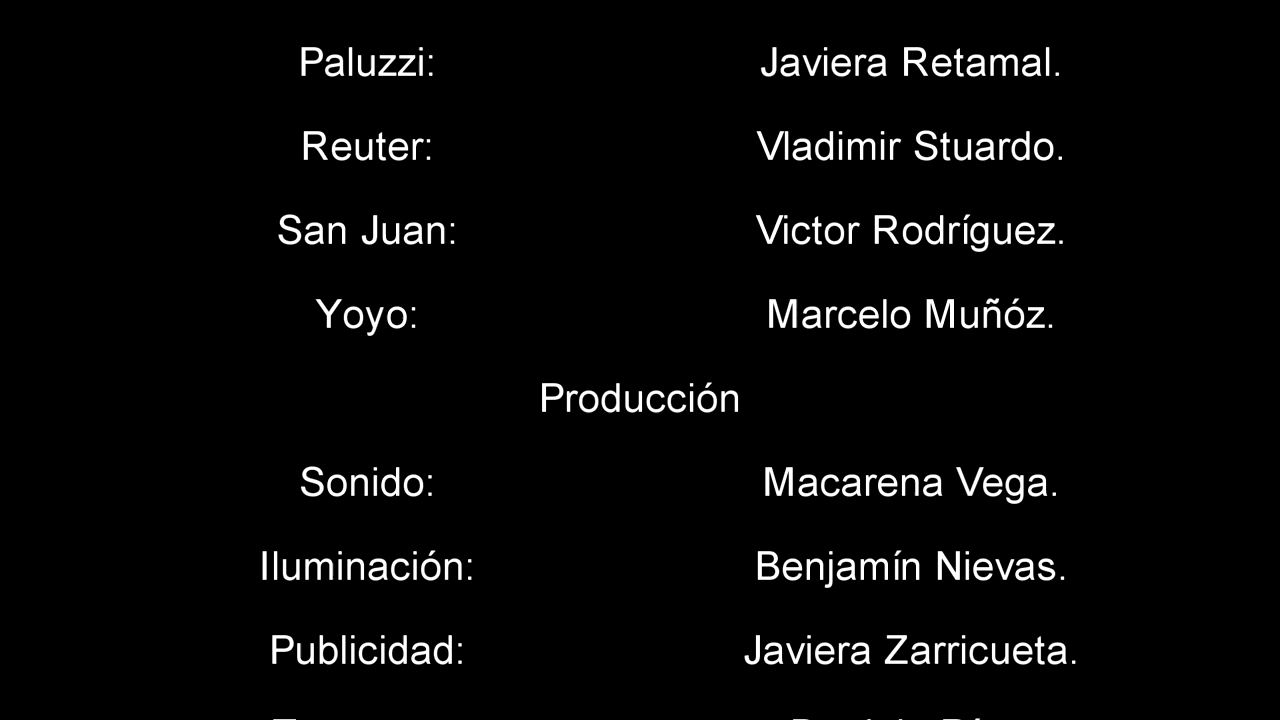 Paluzzi: Javiera Retamal.
Reuter: Vladimir Stuardo.
San Juan: Victor Rodríguez.
Yoyo: Marcelo Muñóz.
Producción
Sonido: Macarena Vega.
Iluminación: Benjamín Nievas.
Publicidad: Javiera Zarricueta.